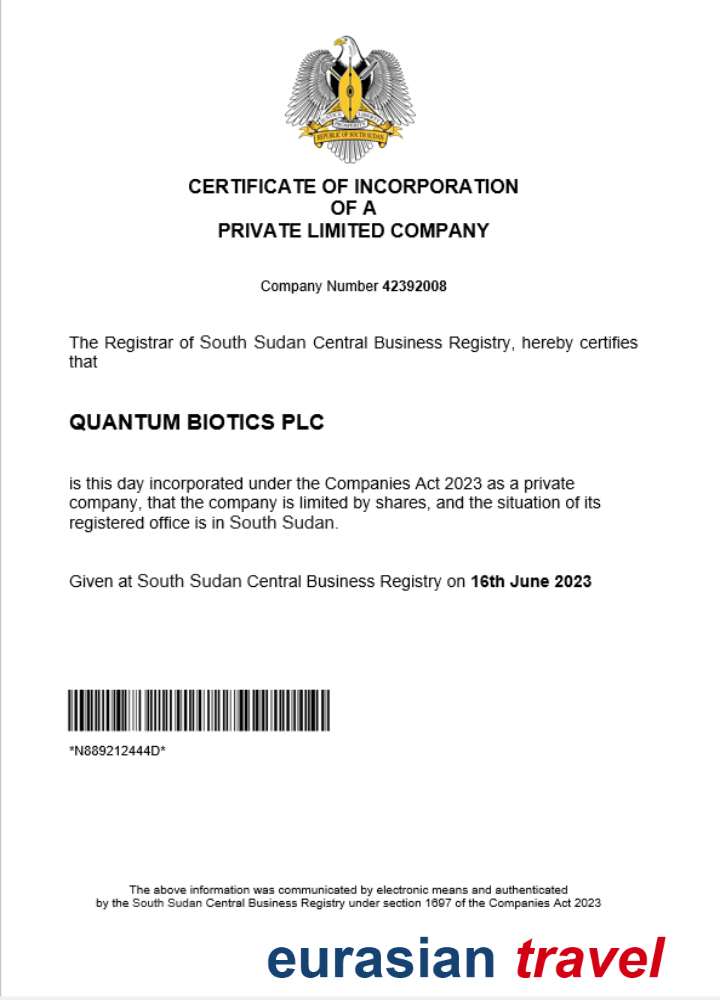 REPUBLIC OF SOUTH SUDAN
CERTIFICATE OF INCORPORATION
OF A
PRIVATE LIMITED COMPANY
Company Number 42392008
The Registrar of South Sudan Central Business Registry, hereby certifies
that
QUANTUM BIOTICS PLC
is this day incorporated under the Companies Act 2023 as a private
company, that the company is limited by shares, and the situation of its
registered office is in South Sudan.
Given at South Sudan Central Business Registry on 16th June 2023
*N889212444D*
The above information was communicated by electronic means and authenticated
by the South Sudan Central Business Registry under section 1697 of the Companies Act 2023
eurasian travel